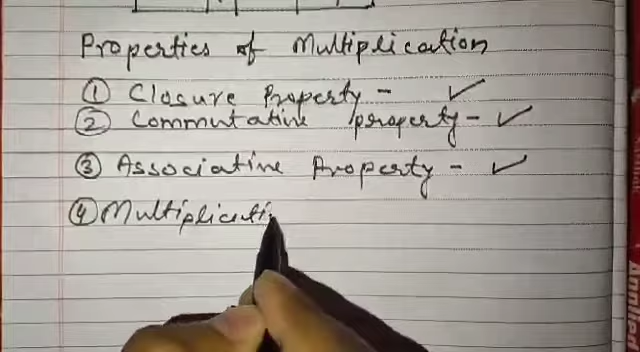 Properties of Multiplication
① Closure Property - ✓
② Commutative property - ✓
③ Associative Property - ✓
④ Multiplicati